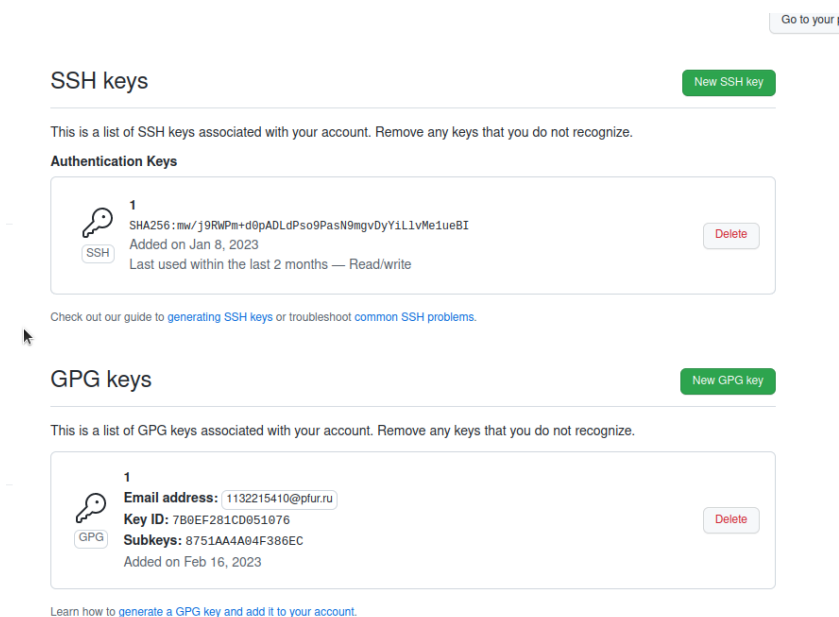 Go to your
SSH keys
New SSH key
This is a list of SSH keys associated with your account. Remove any keys that you do not recognize.
Authentication Keys
1
SHA256:mw/j9RWPm+d0pADLdPso9PasN9mgvDyYiLlvMe1ueBI
Added on Jan 8, 2023
Last used within the last 2 months — Read/write
SSH
Delete
Check out our guide to generating SSH keys or troubleshoot common SSH problems.
GPG keys
New GPG key
This is a list of GPG keys associated with your account. Remove any keys that you do not recognize.
1
Email address: 1132215410@pfur.ru
Key ID: 7B0EF281CD051076
Subkeys: 8751AA4A04F386EC
Added on Feb 16, 2023
GPG
Delete
Learn how to generate a GPG key and add it to your account.